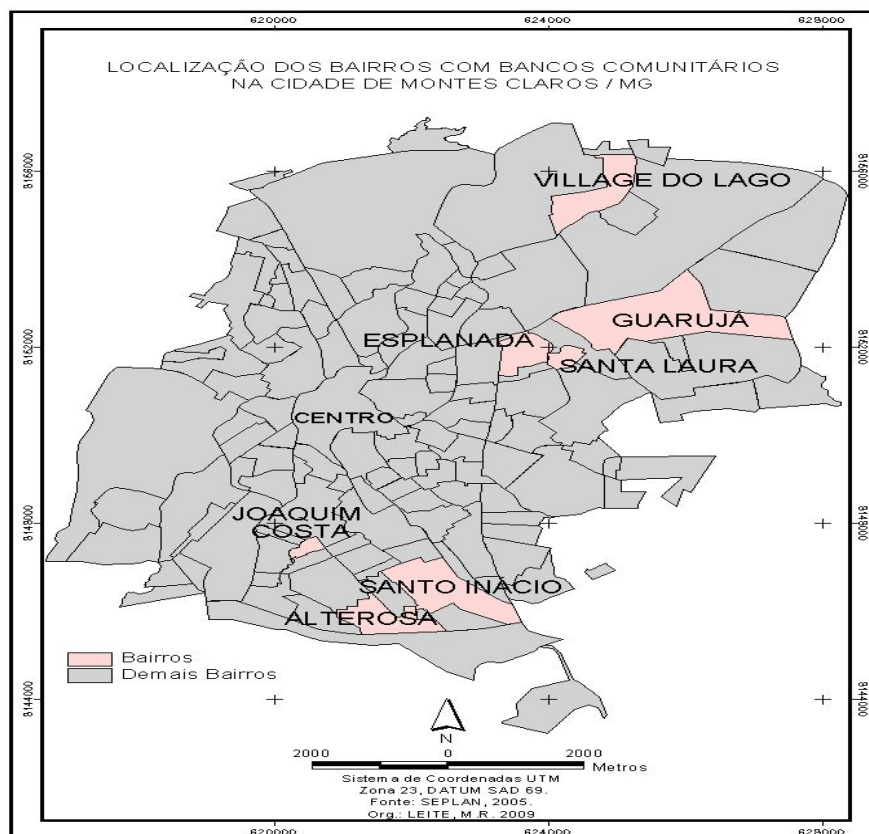 620000 624000 628000
LOCALIZAÇÃO DOS BAIRROS COM BANCOS COMUNITÁRIOS
NA CIDADE DE MONTES CLAROS / MG
8166000 8166000
VILLAGE DO LAGO
GUARUJÁ
ESPLANADA
8162000 8162000
SANTA LAURA
CENTRO
JOAQUIM
COSTA
8148000 8148000
SANTO INÁCIO
ALTEROSA
Bairros
Demais Bairros
8144000 8144000
N
2000 0 2000
Metros
Sistema de Coordenadas UTM
Zona 23, DATUM SAD 69.
Fonte: SEPLAN, 2005.
Org.: LEITE, M.R. 2009
620000 624000 628000